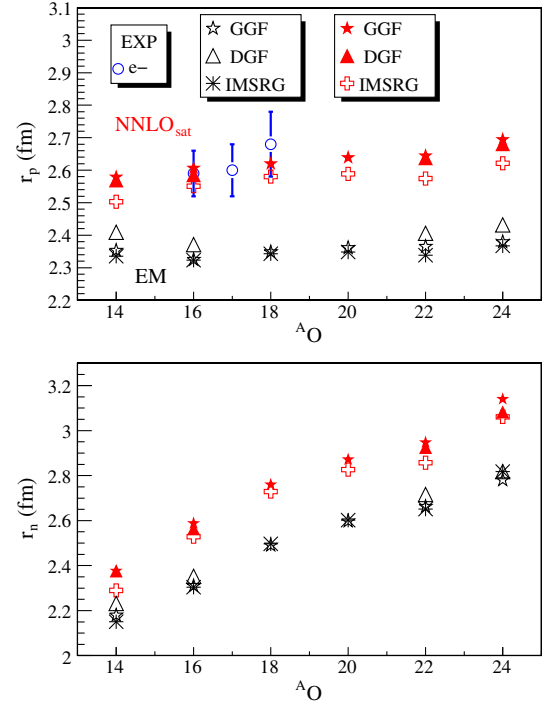 3.1
3
2.9
2.8
2.7
2.6
2.5
2.4
2.3
2.2
r_p (fm)
EXP
e−
GGF
DGF
IMSRG
GGF
DGF
IMSRG
NNLO_sat
EM
14 16 18 20 22 24
^A O
3.2
3
2.8
2.6
2.4
2.2
2
r_n (fm)
14 16 18 20 22 24
^A O